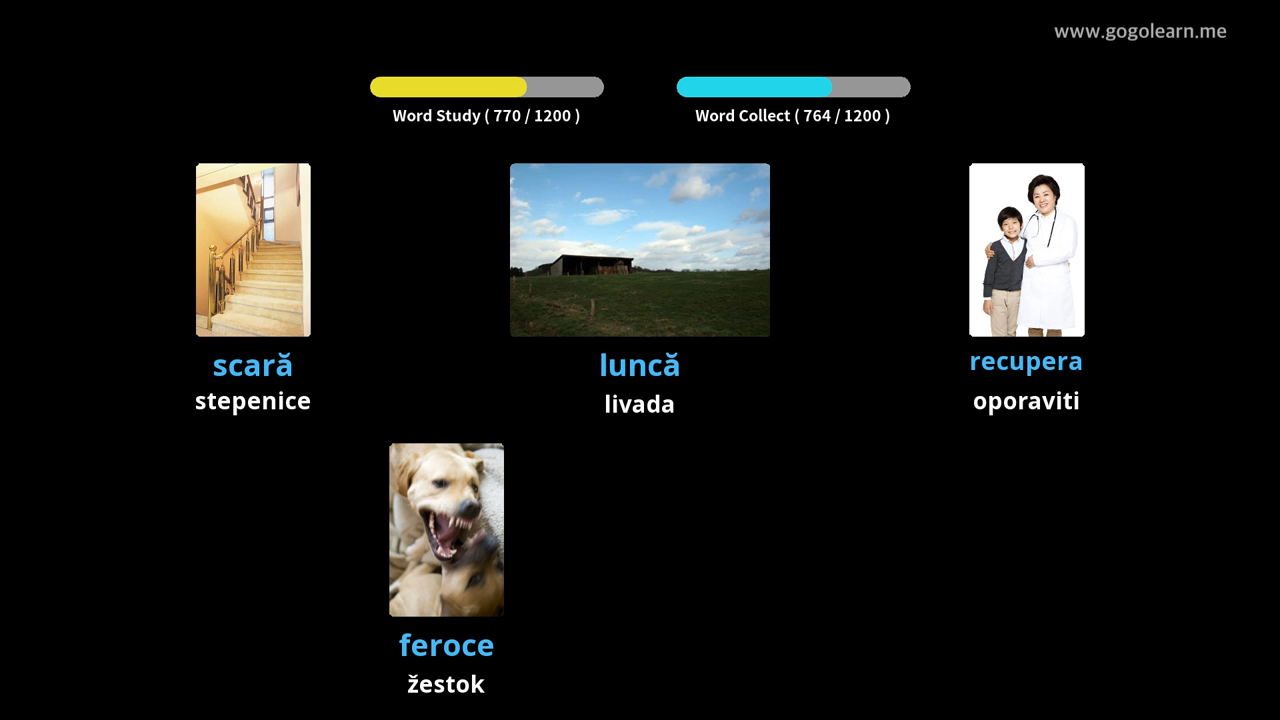 www.gogolearn.me
Word Study ( 770 / 1200 )
Word Collect ( 764 / 1200 )
scară
stepenice
luncă
livada
recupera
oporaviti
feroce
žestok